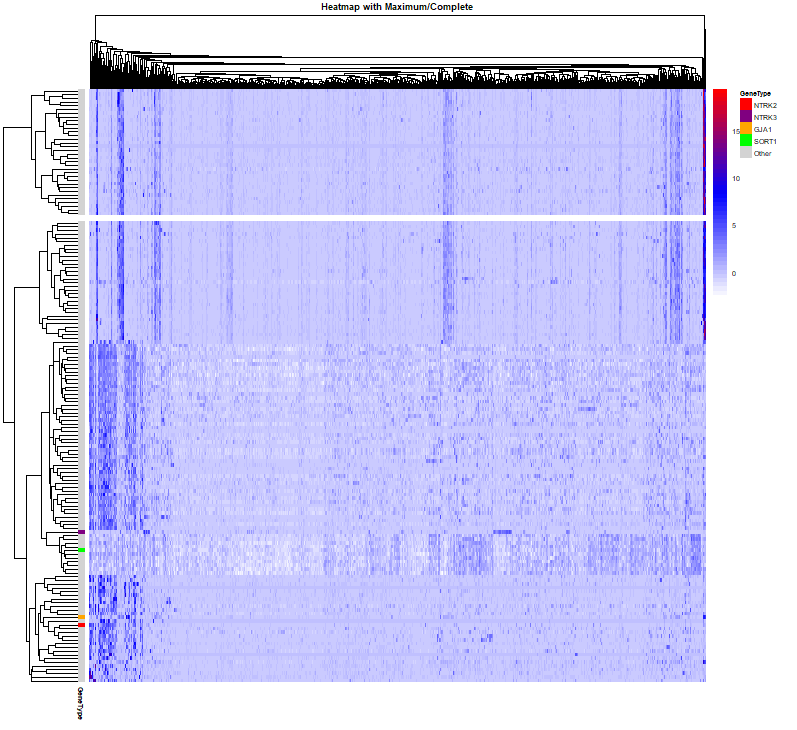 Heatmap with Maximum/Complete
GeneType
NTRK2
NTRK3
GJA1
SORT1
Other
15
10
5
0
GeneType